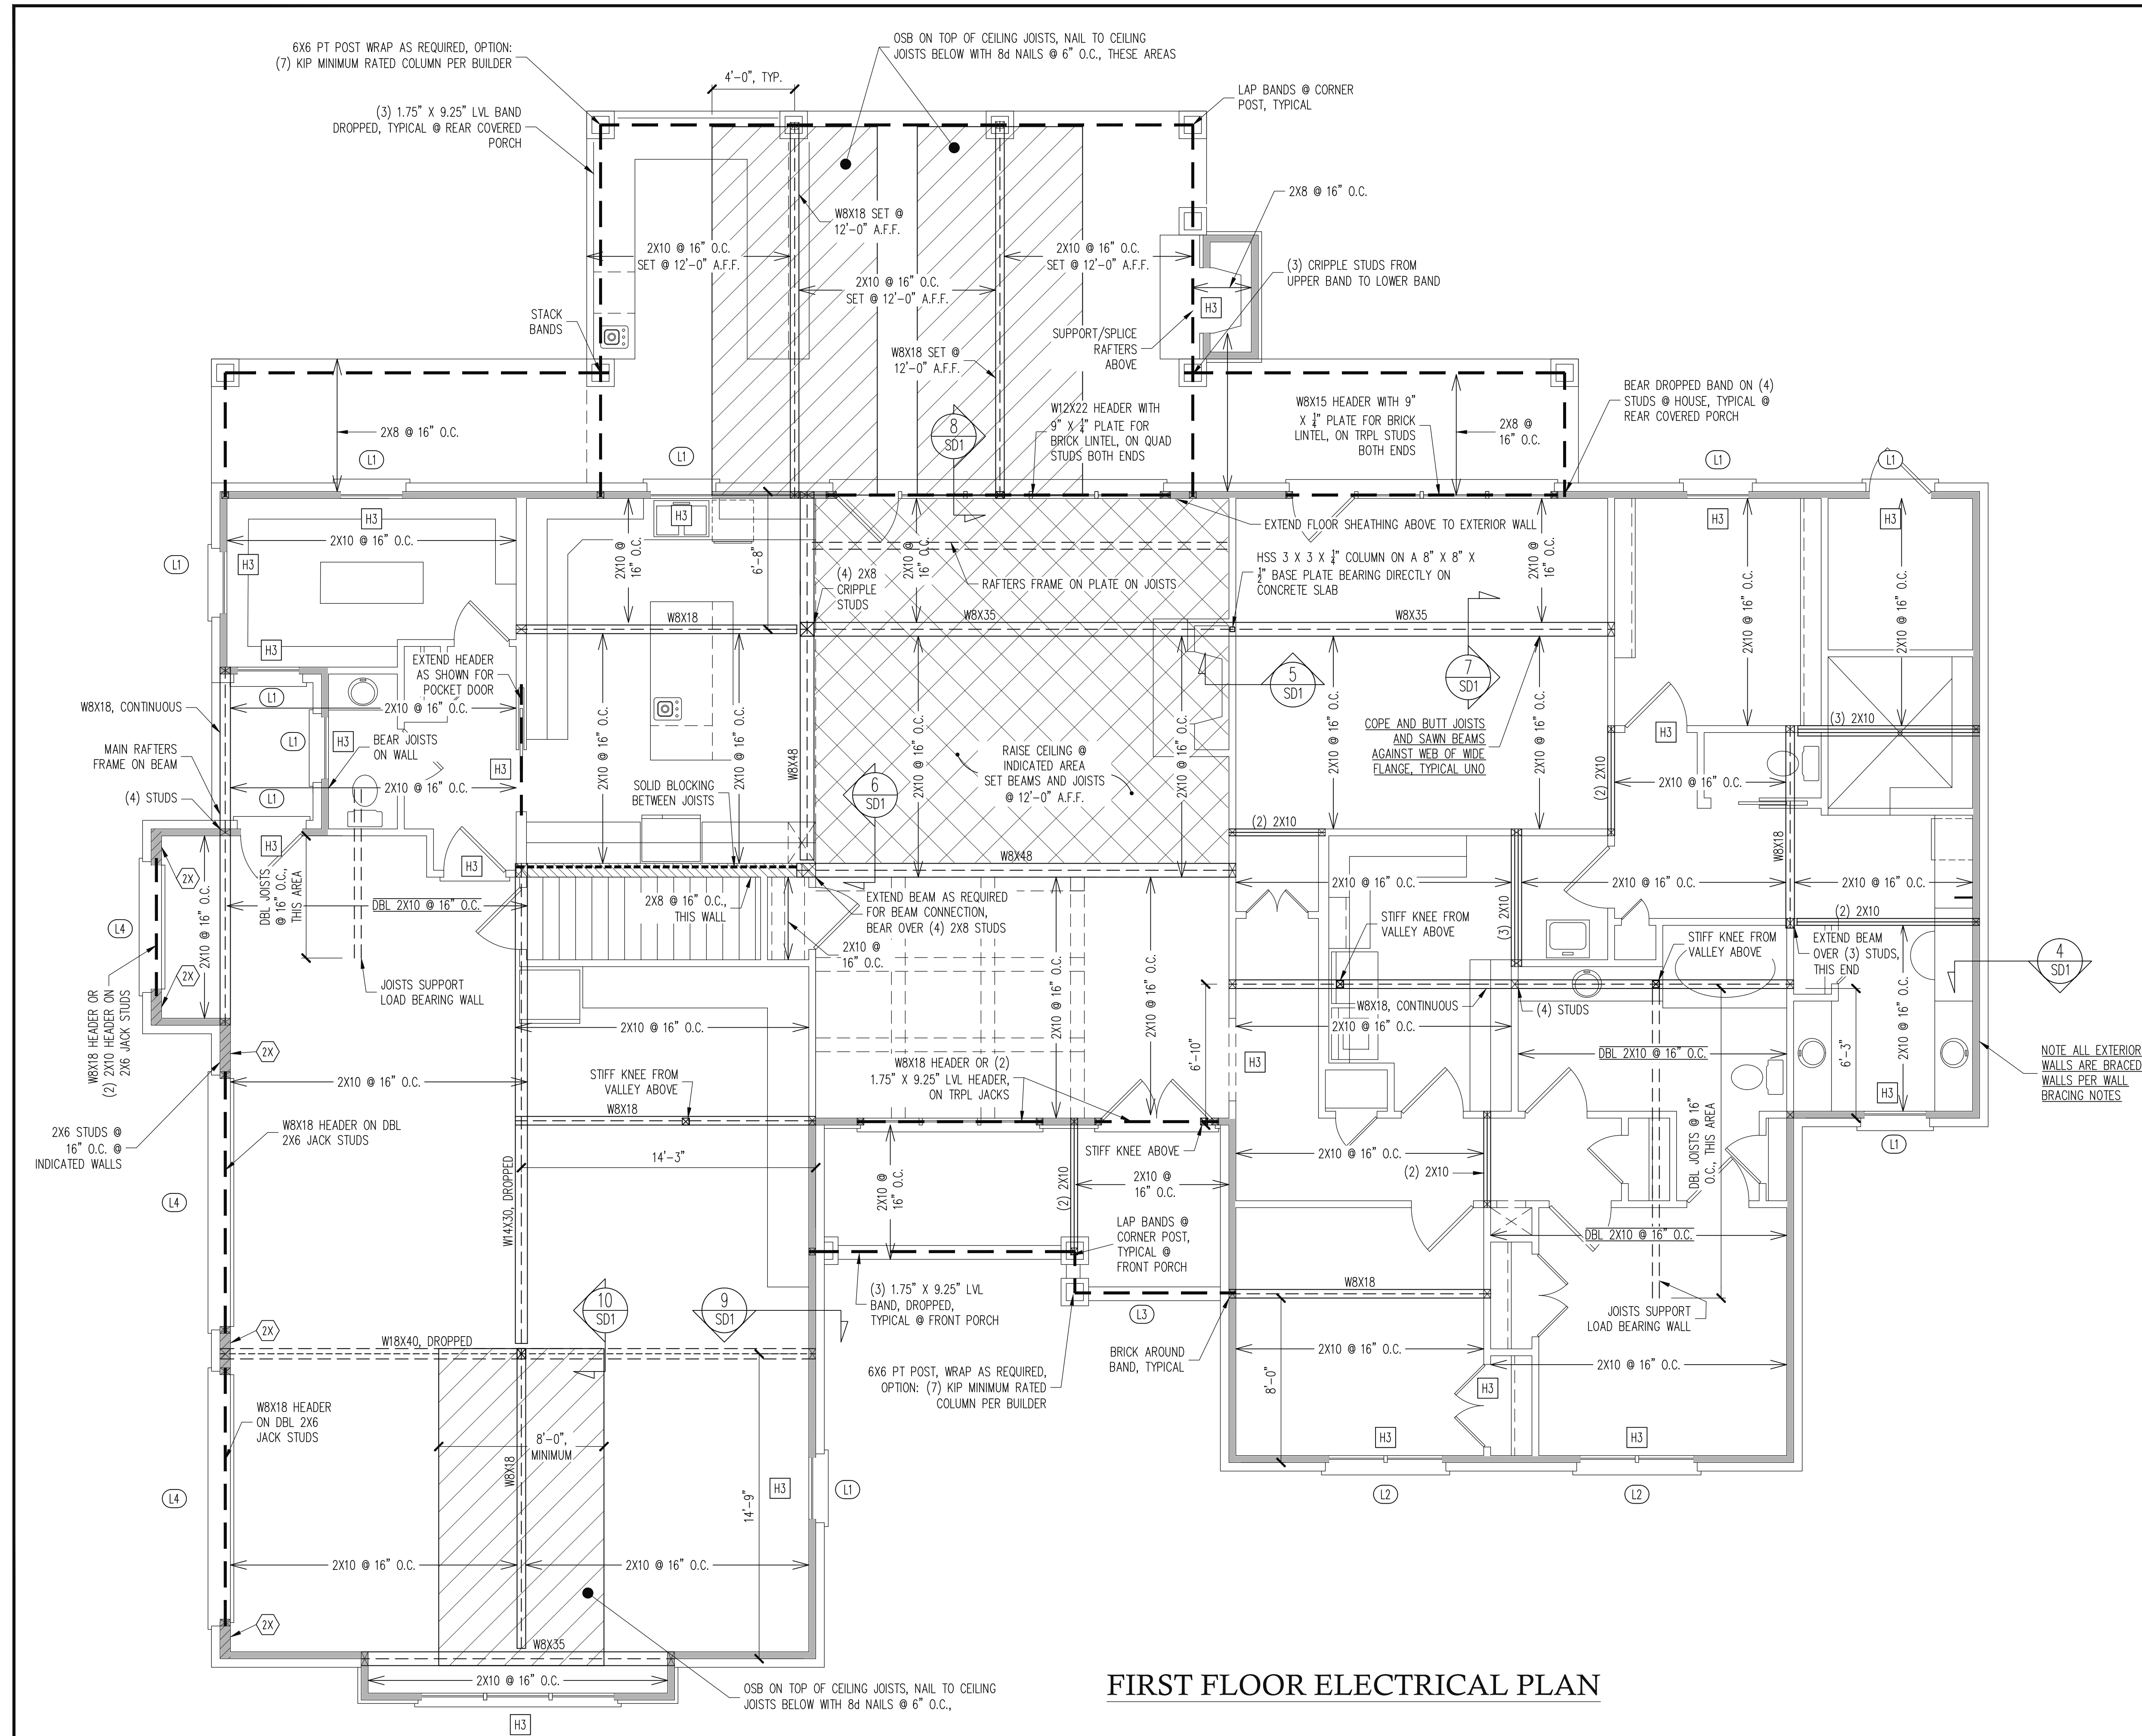 6X6 PT POST WRAP AS REQUIRED, OPTION:
(7) KIP MINIMUM RATED COLUMN PER BUILDER
OSB ON TOP OF CEILING JOISTS, NAIL TO CEILING
JOISTS BELOW WITH 8d NAILS @ 6" O.C., THESE AREAS
4'-0", TYP.
LAP BANDS @ CORNER
POST, TYPICAL
(3) 1.75" X 9.25" LVL BAND
DROPPED, TYPICAL @ REAR COVERED
PORCH
2X8 @ 16" O.C.
W8X18 SET @
12'-0" A.F.F.
2X10 @ 16" O.C.
SET @ 12'-0" A.F.F.
2X10 @ 16" O.C.
SET @ 12'-0" A.F.F.
2X10 @ 16" O.C.
SET @ 12'-0" A.F.F.
(3) CRIPPLE STUDS FROM
UPPER BAND TO LOWER BAND
H3
STACK
BANDS
SUPPORT/SPLICE
RAFTERS
ABOVE
W8X18 SET @
12'-0" A.F.F.
BEAR DROPPED BAND ON (4)
STUDS @ HOUSE, TYPICAL @
REAR COVERED PORCH
W12X22 HEADER WITH
9" X 1/4" PLATE FOR
BRICK LINTEL, ON QUAD
STUDS BOTH ENDS
W8X15 HEADER WITH 9"
X 1/4" PLATE FOR BRICK
LINTEL, ON TRPL STUDS
BOTH ENDS
2X8 @
16" O.C.
2X8 @ 16" O.C.
8
SD1
L1
L1
L1
L1
H3
H3
H3
H3
2X10 @ 16" O.C.
2X10 @
16" O.C.
6'-8"
2X10 @
16" O.C.
EXTEND FLOOR SHEATHING ABOVE TO EXTERIOR WALL
2X10 @
16" O.C.
L1
H3
(4) 2X8
CRIPPLE
STUDS
RAFTERS FRAME ON PLATE ON JOISTS
HSS 3 X 3 X 1/4" COLUMN ON A 8" X 8" X
1/2" BASE PLATE BEARING DIRECTLY ON
CONCRETE SLAB
W8X18
W8X35
W8X35
2X10 @ 16" O.C.
2X10 @ 16" O.C.
H3
EXTEND HEADER
AS SHOWN FOR
POCKET DOOR
5
SD1
7
SD1
W8X18, CONTINUOUS
L1
2X10 @ 16" O.C.
MAIN RAFTERS
FRAME ON BEAM
L1
H3
BEAR JOISTS
ON WALL
H3
2X10 @ 16" O.C.
2X10 @ 16" O.C.
2X10 @ 16" O.C.
W8X48
2X10 @ 16" O.C.
RAISE CEILING @
INDICATED AREA
SET BEAMS AND JOISTS
@ 12'-0" A.F.F.
2X10 @ 16" O.C.
2X10 @ 16" O.C.
COPE AND BUTT JOISTS
AND SAWN BEAMS
AGAINST WEB OF WIDE
FLANGE, TYPICAL UNO
2X10 @ 16" O.C.
H3
(3) 2X10
(2) 2X10
2X10 @ 16" O.C.
(4) STUDS
L1
SOLID BLOCKING
BETWEEN JOISTS
6
SD1
H3
H3
(2) 2X10
W8X18
W8X48
2X
DBL JOISTS
@ 16" O.C.,
THIS AREA
2X10 @ 16" O.C.
DBL 2X10 @ 16" O.C.
2X8 @ 16" O.C.,
THIS WALL
EXTEND BEAM AS REQUIRED
FOR BEAM CONNECTION,
BEAR OVER (4) 2X8 STUDS
2X10 @ 16" O.C.
2X10 @ 16" O.C.
2X10 @ 16" O.C.
L4
2X
2X10 @
16" O.C.
STIFF KNEE FROM
VALLEY ABOVE
(3) 2X10
(2) 2X10
STIFF KNEE FROM
VALLEY ABOVE
EXTEND BEAM
OVER (3) STUDS,
THIS END
4
SD1
W8X18 HEADER OR
(2) 2X10 HEADER ON
2X6 JACK STUDS
JOISTS SUPPORT
LOAD BEARING WALL
2X10 @ 16" O.C.
2X10 @ 16" O.C.
W8X18, CONTINUOUS
(4) STUDS
2X10 @ 16" O.C.
2X10 @ 16" O.C.
2X10 @ 16" O.C.
2X
6'-10"
H3
DBL 2X10 @ 16" O.C.
6'-3"
H3
NOTE ALL EXTERIOR
WALLS ARE BRACED
WALLS PER WALL
BRACING NOTES
2X10 @ 16" O.C.
STIFF KNEE FROM
VALLEY ABOVE
W8X18
W8X18 HEADER OR (2)
1.75" X 9.25" LVL HEADER,
ON TRPL JACKS
2X6 STUDS @
16" O.C. @
INDICATED WALLS
W8X18 HEADER ON DBL
2X6 JACK STUDS
14'-3"
STIFF KNEE ABOVE
2X10 @ 16" O.C.
(2) 2X10
DBL JOISTS @ 16"
O.C., THIS AREA
L1
L4
W14X30, DROPPED
2X10 @
16" O.C.
(2) 2X10
2X10 @
16" O.C.
LAP BANDS @
CORNER POST,
TYPICAL @
FRONT PORCH
DBL 2X10 @ 16" O.C.
10
SD1
9
SD1
(3) 1.75" X 9.25" LVL
BAND, DROPPED,
TYPICAL @ FRONT PORCH
L3
W8X18
JOISTS SUPPORT
LOAD BEARING WALL
2X
W18X40, DROPPED
BRICK AROUND
BAND, TYPICAL
2X10 @ 16" O.C.
2X10 @ 16" O.C.
6X6 PT POST, WRAP AS REQUIRED,
OPTION: (7) KIP MINIMUM RATED
COLUMN PER BUILDER
8'-0"
H3
W8X18 HEADER
ON DBL 2X6
JACK STUDS
8'-0",
MINIMUM
H3
H3
W8X18
14'-9"
H3
L1
L4
L2
L2
2X10 @ 16" O.C.
2X10 @ 16" O.C.
2X
W8X35
2X10 @ 16" O.C.
OSB ON TOP OF CEILING JOISTS, NAIL TO CEILING
JOISTS BELOW WITH 8d NAILS @ 6" O.C.,
H3
FIRST FLOOR ELECTRICAL PLAN